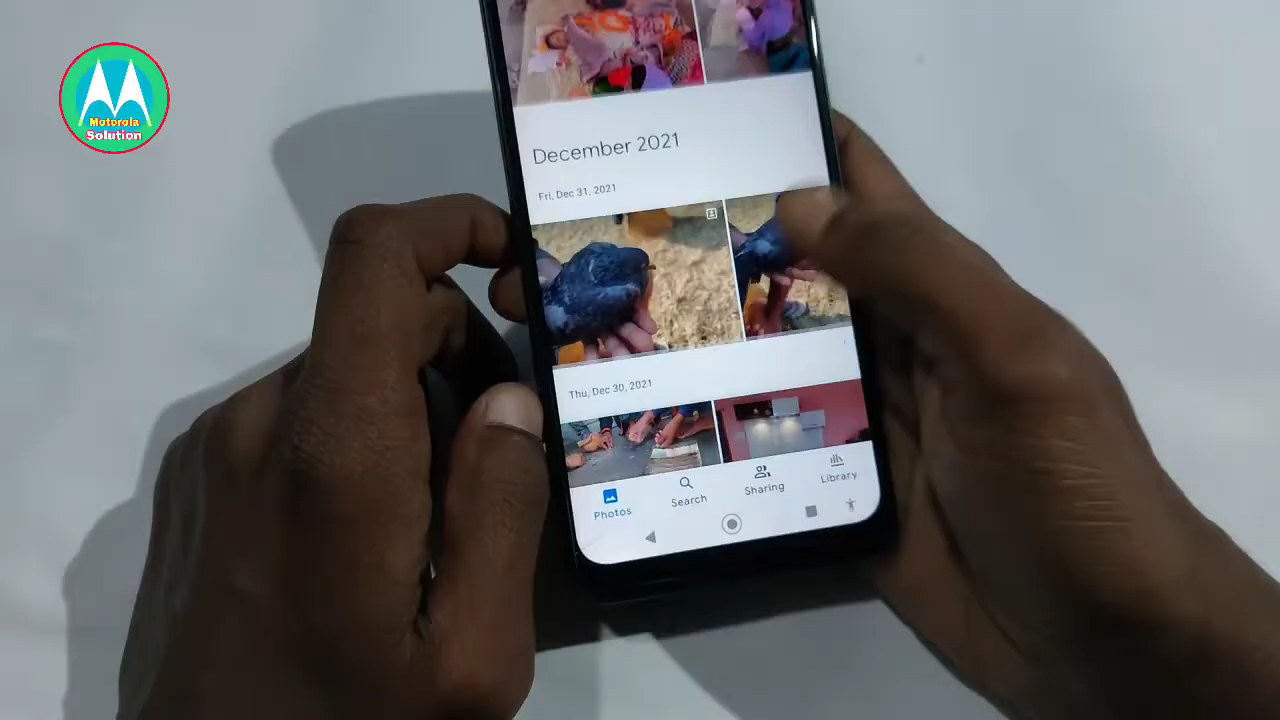 Motorola
Solution
December 2021
Fri, Dec 31, 2021
Thu, Dec 30, 2021
Photos
Search
Sharing
Library